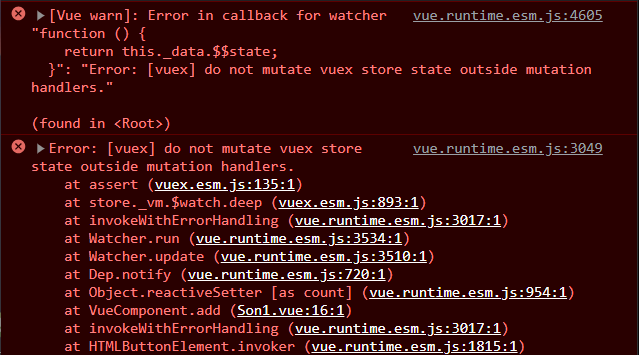 ▶[Vue warn]: Error in callback for watcher vue.runtime.esm.js:4605
"function () {
return this._data.$$state;
}": "Error: [vuex] do not mutate vuex store state outside mutation
handlers."
(found in <Root>)
▶Error: [vuex] do not mutate vuex store vue.runtime.esm.js:3049
state outside mutation handlers.
at assert (vuex.esm.js:135:1)
at store._vm.$watch.deep (vuex.esm.js:893:1)
at invokeWithErrorHandling (vue.runtime.esm.js:3017:1)
at Watcher.run (vue.runtime.esm.js:3534:1)
at Watcher.update (vue.runtime.esm.js:3510:1)
at Dep.notify (vue.runtime.esm.js:720:1)
at Object.reactiveSetter [as count] (vue.runtime.esm.js:954:1)
at VueComponent.add (Son1.vue:16:1)
at invokeWithErrorHandling (vue.runtime.esm.js:3017:1)
at HTMLButtonElement.invoker (vue.runtime.esm.js:1815:1)